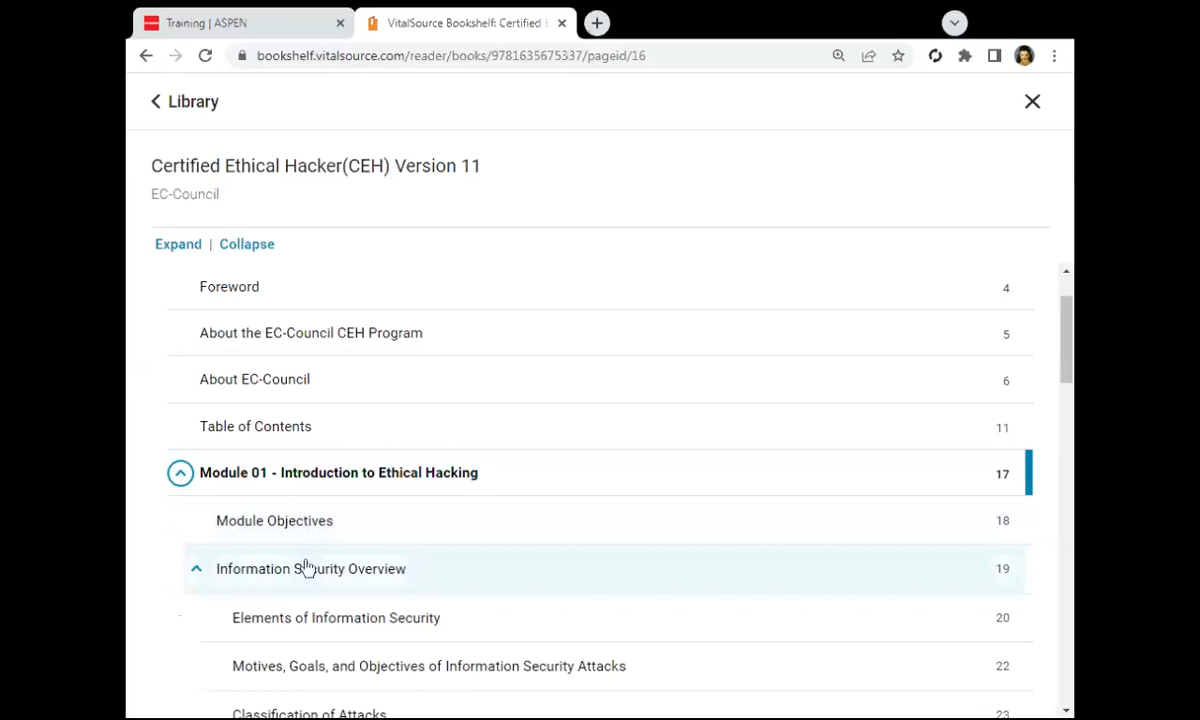 Training | ASPEN
VitalSource Bookshelf: Certified E
bookshelf.vitalsource.com/reader/books/9781635675337/pageid/16
Library
Certified Ethical Hacker(CEH) Version 11
EC-Council
Expand | Collapse
Foreword 4
About the EC-Council CEH Program 5
About EC-Council 6
Table of Contents 11
Module 01 - Introduction to Ethical Hacking 17
Module Objectives 18
Information Security Overview 19
Elements of Information Security 20
Motives, Goals, and Objectives of Information Security Attacks 22
Classification of Attacks 23